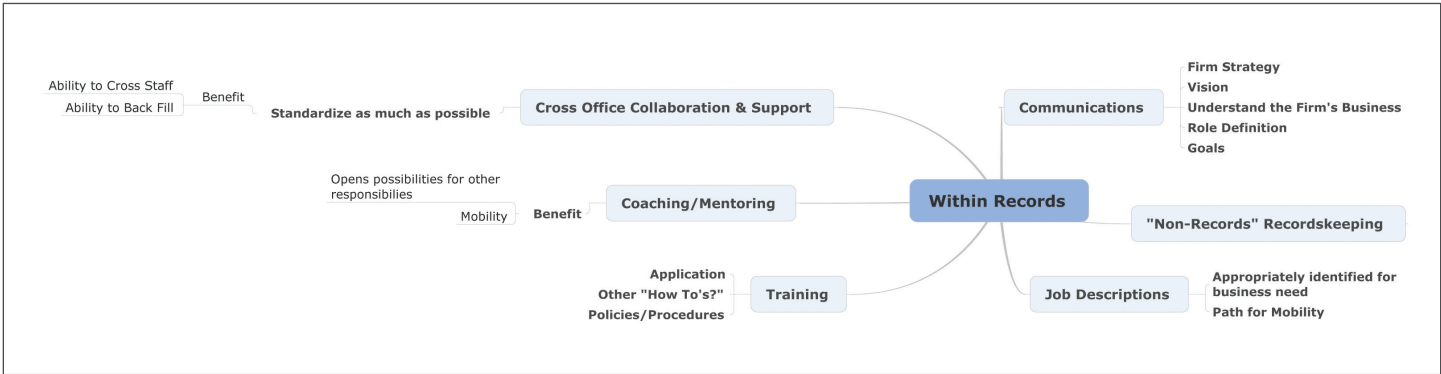 Within Records
Communications
Firm Strategy
Vision
Understand the Firm's Business
Role Definition
Goals
"Non-Records" Recordskeeping
Job Descriptions
Appropriately identified for
business need
Path for Mobility
Cross Office Collaboration & Support
Standardize as much as possible
Benefit
Ability to Cross Staff
Ability to Back Fill
Coaching/Mentoring
Benefit
Opens possibilities for other
responsibilies
Mobility
Training
Application
Other "How To's?"
Policies/Procedures